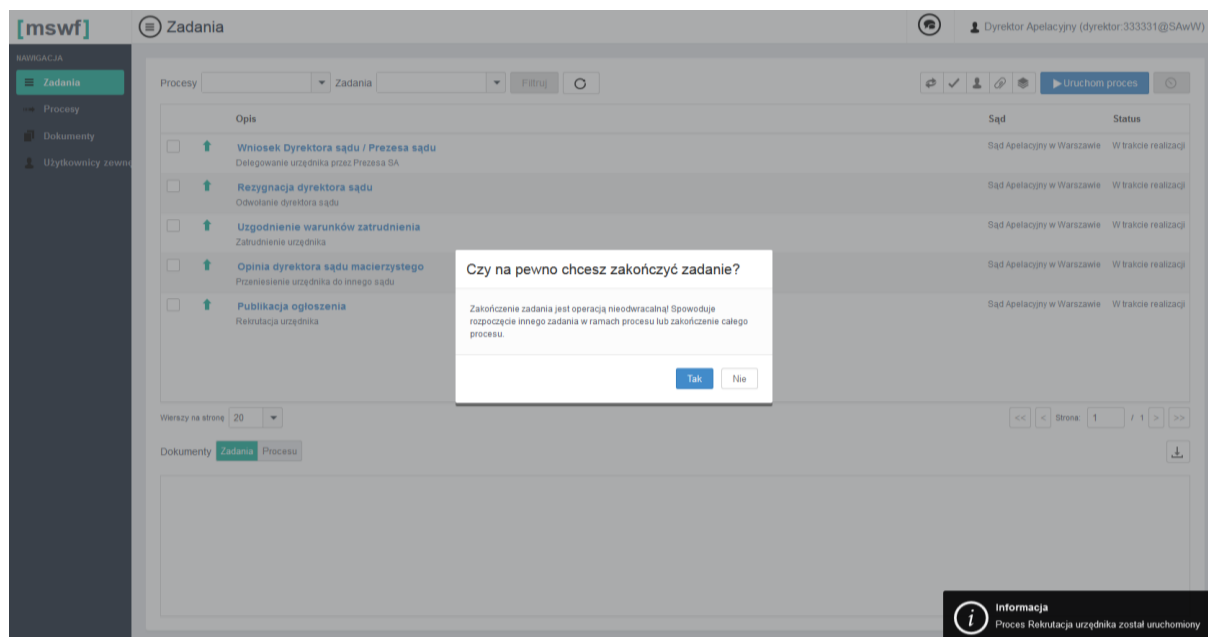 [mswf]
Zadania
Dyrektor Apelacyjny (dyrektor:333331@SAwW)
NAWIGACJA
Zadania
Procesy
Dokumenty
Użytkownicy zewnę
Procesy
Zadania
Filtruj
Uruchom proces
Opis Sąd Status
Wniosek Dyrektora sądu / Prezesa sądu Sąd Apelacyjny w Warszawie W trakcie realizacji
Delegowanie urzędnika przez Prezesa SA
Rezygnacja dyrektora sądu Sąd Apelacyjny w Warszawie W trakcie realizacji
Odwołanie dyrektora sądu
Uzgodnienie warunków zatrudnienia Sąd Apelacyjny w Warszawie W trakcie realizacji
Zatrudnienie urzędnika
Opinia dyrektora sądu macierzystego Sąd Apelacyjny w Warszawie W trakcie realizacji
Przeniesienie urzędnika do innego sądu
Publikacja ogłoszenia Sąd Apelacyjny w Warszawie W trakcie realizacji
Rekrutacja urzędnika
Czy na pewno chcesz zakończyć zadanie?
Zakończenie zadania jest operacją nieodwracalną! Spowoduje
rozpoczęcie innego zadania w ramach procesu lub zakończenie całego
procesu.
Tak Nie
Wierszy na stronę 20 << < Strona: 1 / 1 > >>
Dokumenty Zadania Procesu
Informacja
Proces Rekrutacja urzędnika został uruchomiony